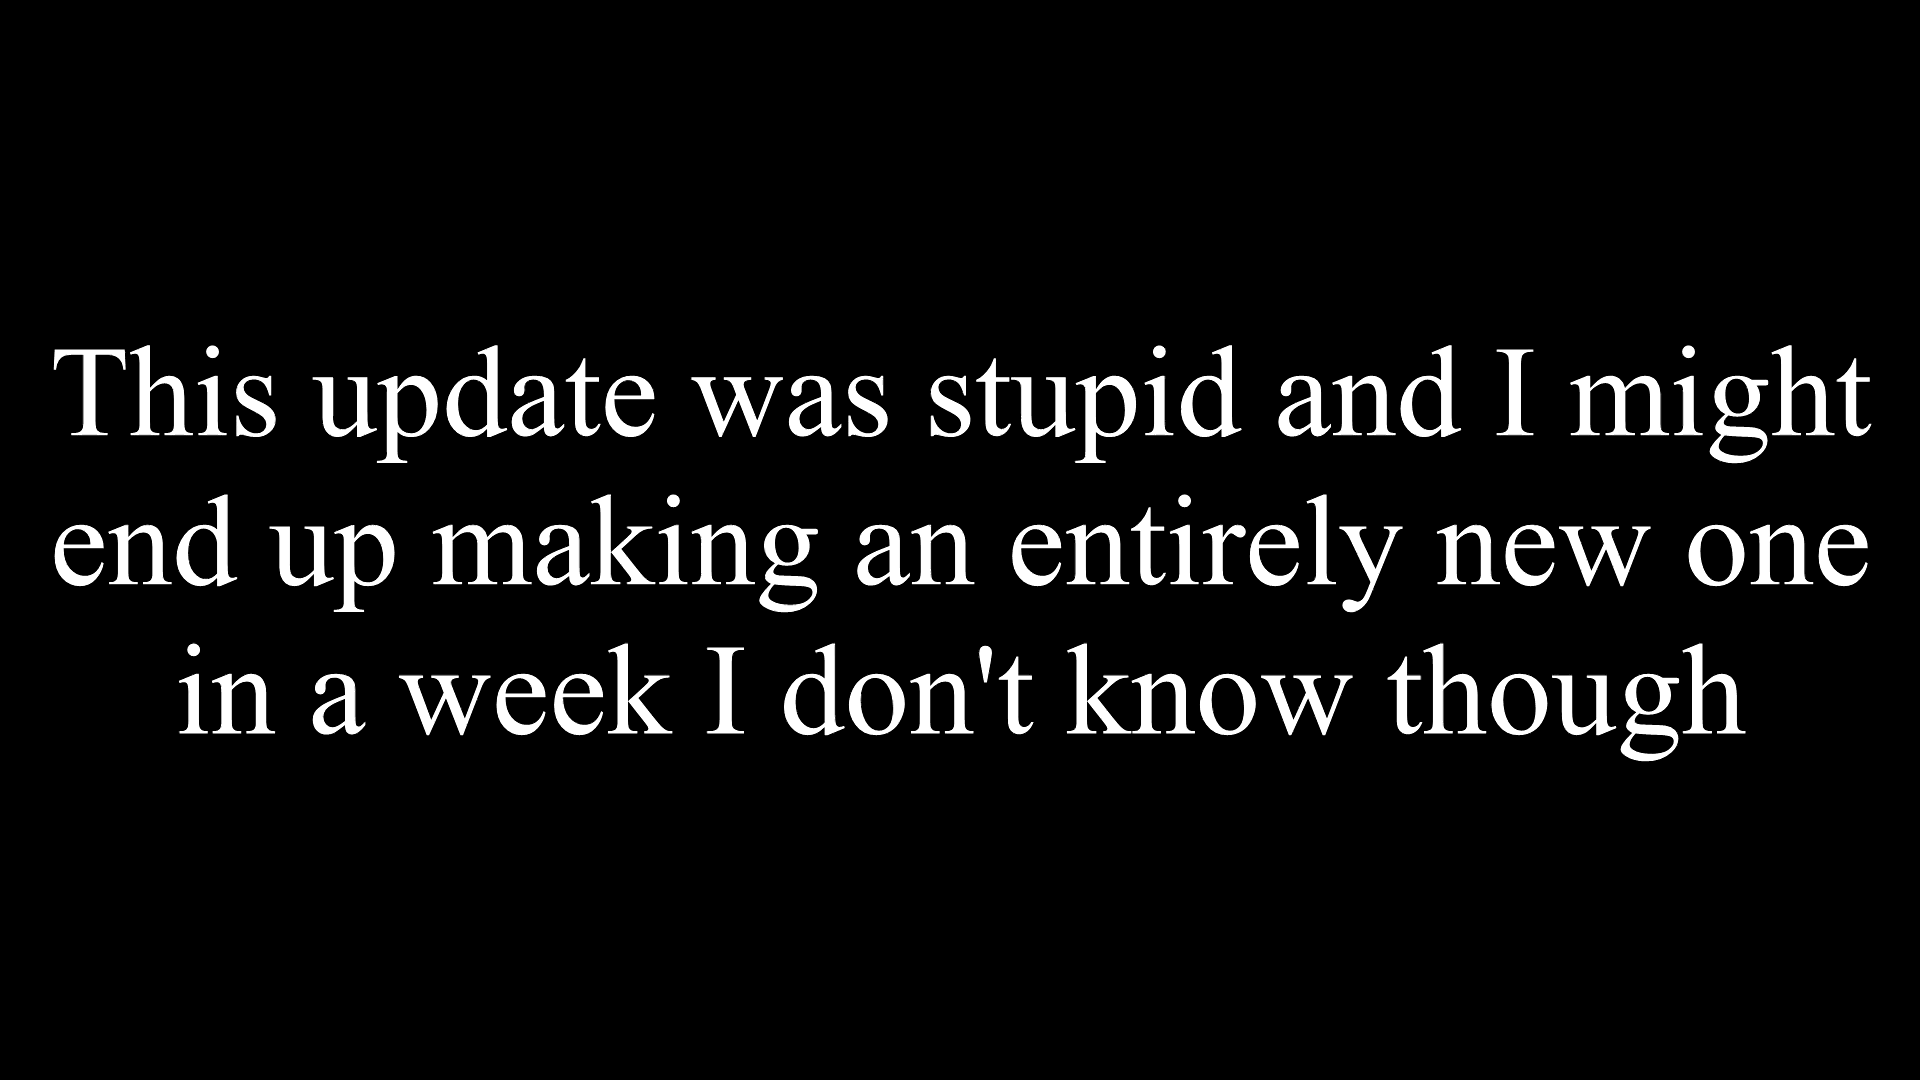 This update was stupid and I might
end up making an entirely new one
in a week I don't know though